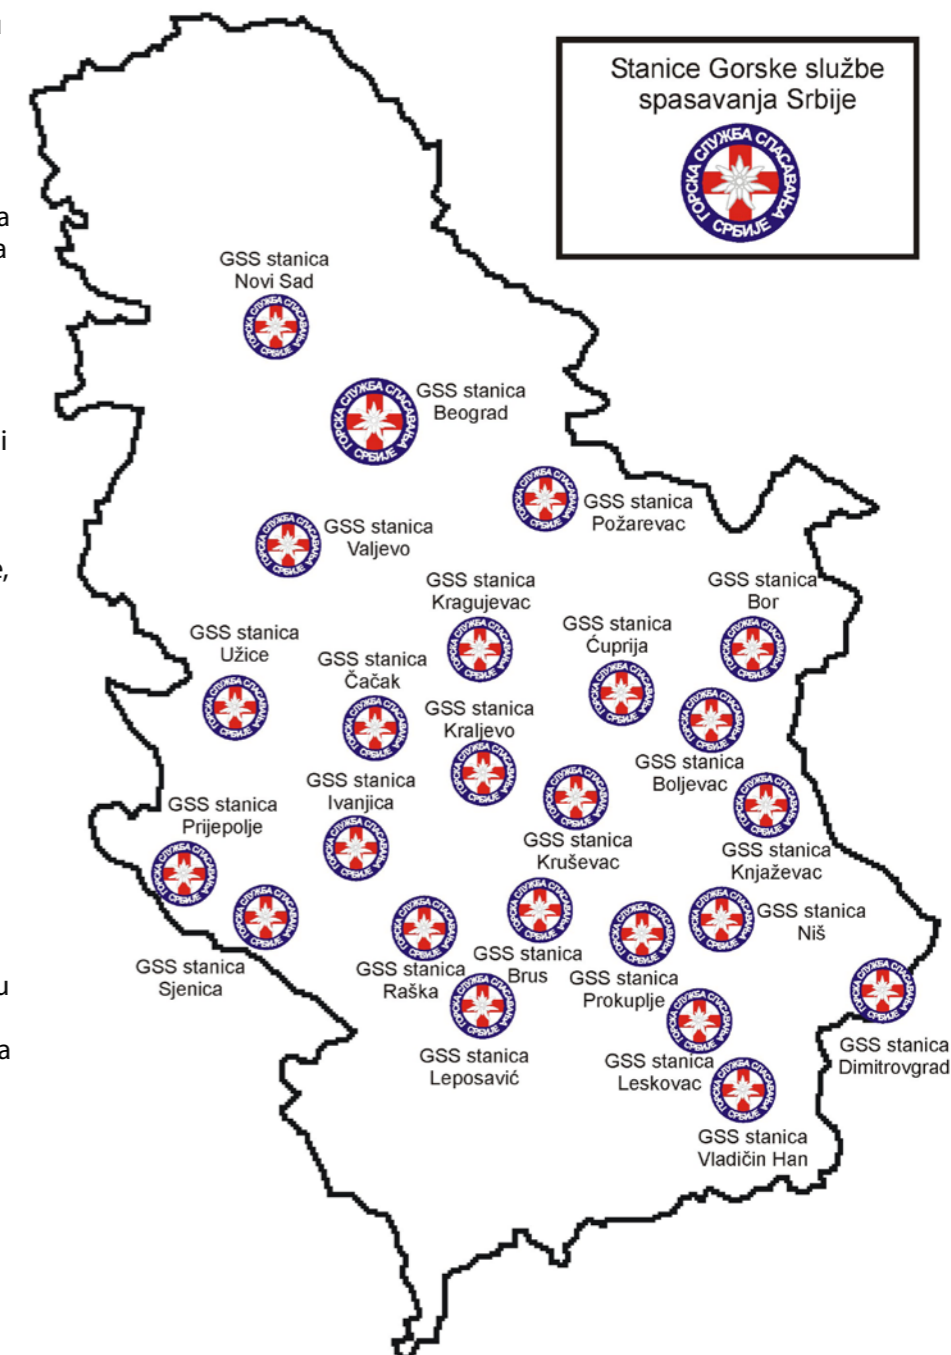 Stanice Gorske službe
spasavanja Srbije
ГОРСКА СЛУЖБА СПАСАВАЊА
СРБИЈЕ
GSS stanica
Novi Sad
GSS stanica
Beograd
GSS stanica
Požarevac
GSS stanica
Valjevo
GSS stanica
Kragujevac
GSS stanica
Bor
GSS stanica
Ćuprija
GSS stanica
Užice
GSS stanica
Čačak
GSS stanica
Kraljevo
GSS stanica
Boljevac
GSS stanica
Ivanjica
GSS stanica
Prijepolje
GSS stanica
Kruševac
GSS stanica
Knjaževac
GSS stanica
Niš
GSS stanica
Brus
GSS stanica
Raška
GSS stanica
Sjenica
GSS stanica
Prokuplje
GSS stanica
Leposavić
GSS stanica
Leskovac
GSS stanica
Dimitrovgrad
GSS stanica
Vladičin Han